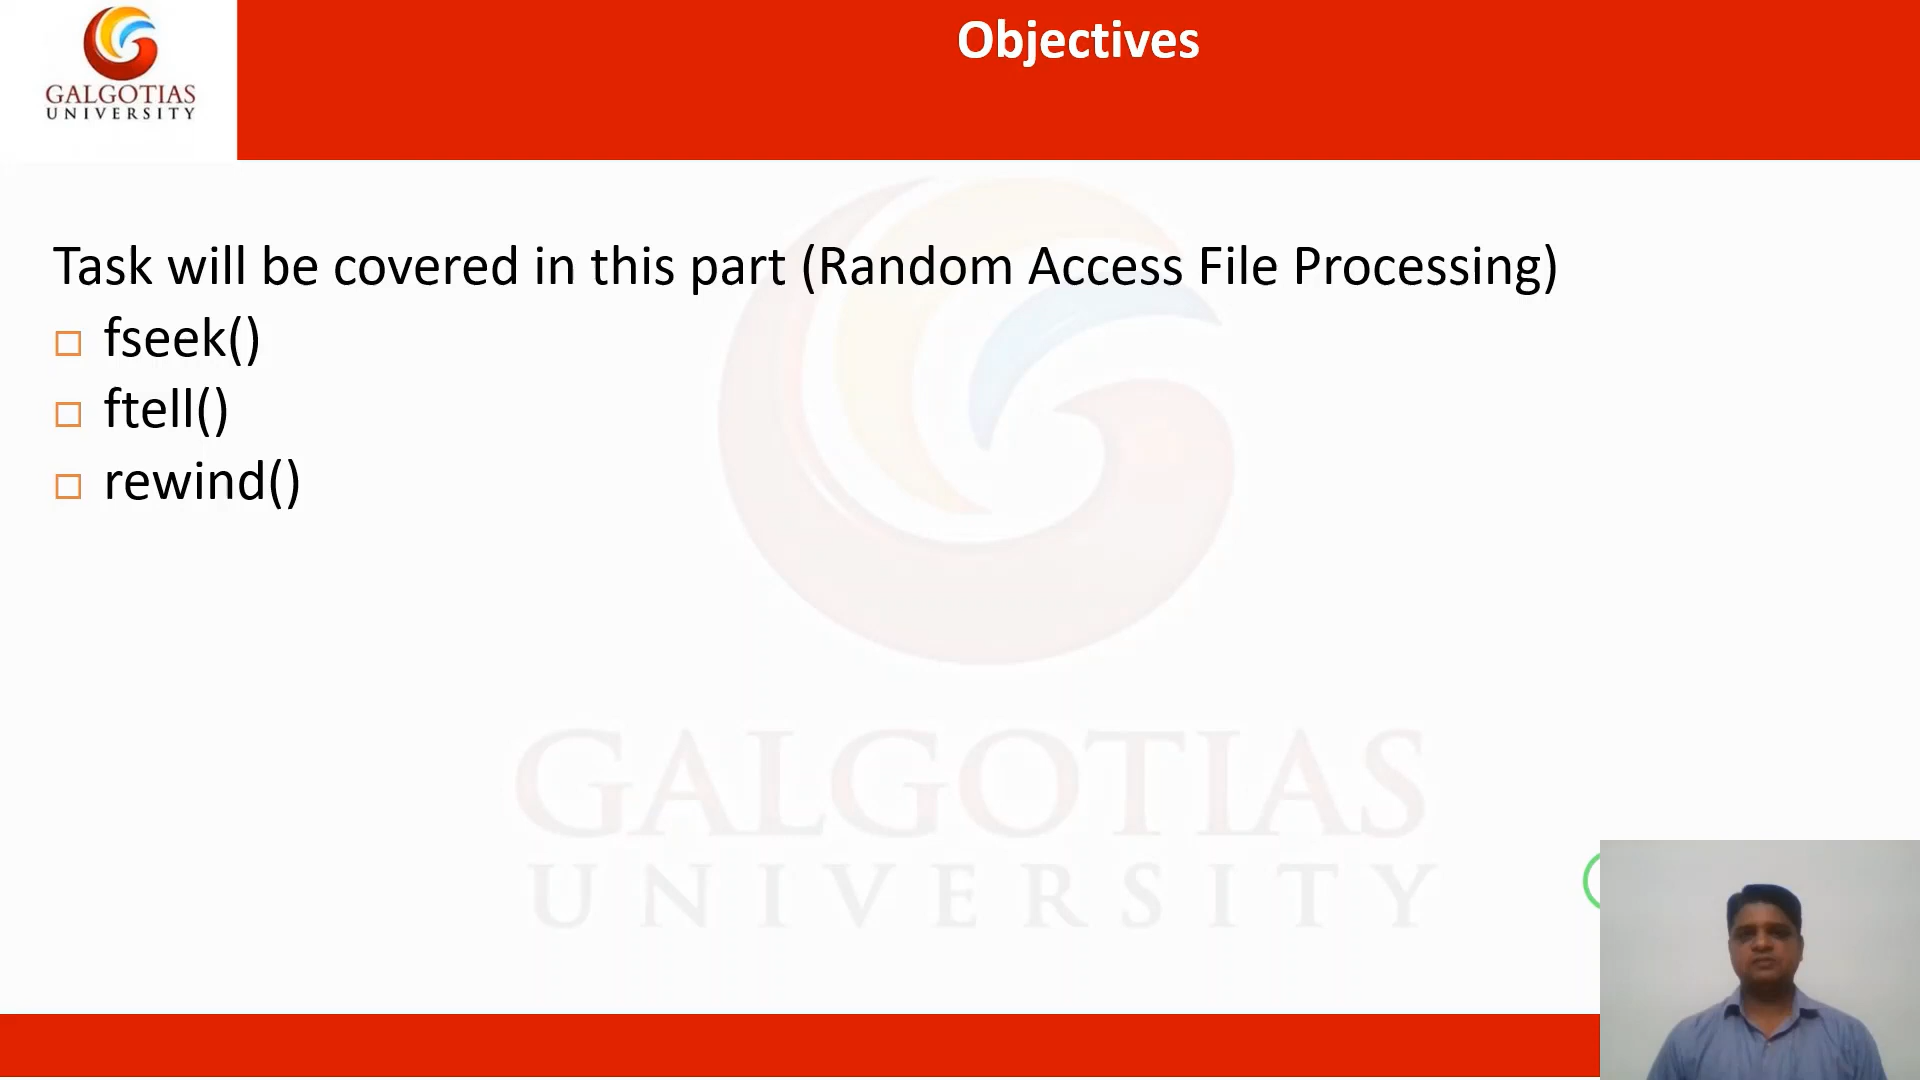 GALGOTIAS
UNIVERSITY
Objectives
Task will be covered in this part (Random Access File Processing)
fseek()
ftell()
rewind()
GALGOTIAS
UNIVERSITY